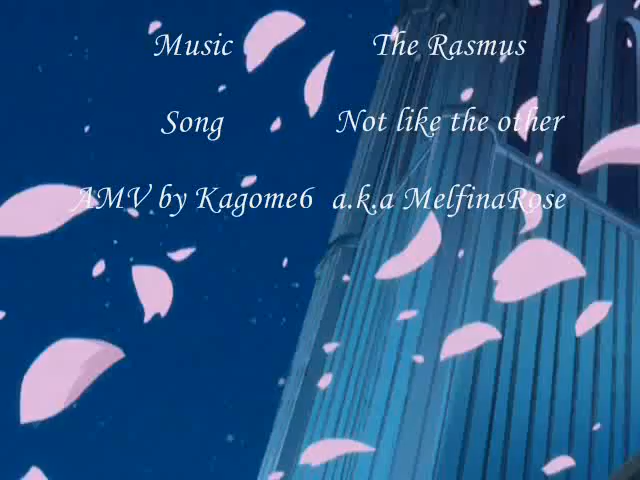 Music The Rasmus
Song Not like the other
AMV by Kagome6 a.k.a MelfinaRose